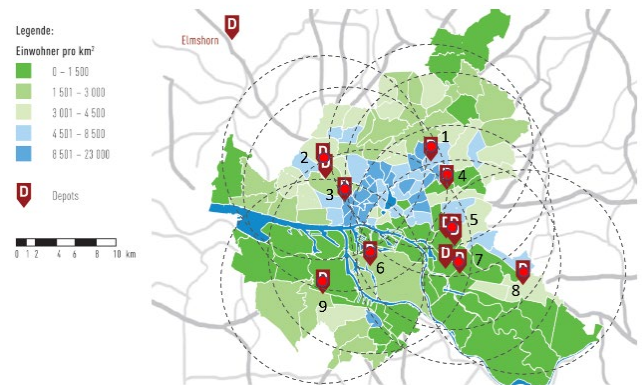 Legende:
Einwohner pro km²
0 – 1 500
1 501 – 3 000
3 001 – 4 500
4 501 – 8 500
8 501 – 23 000
D Depots
0 1 2 4 6 8 10 km
D
Elmshorn
1
D
2
D
D
3
D
4
D
5
D
D
6
D
7
D
D
8
D
9
D